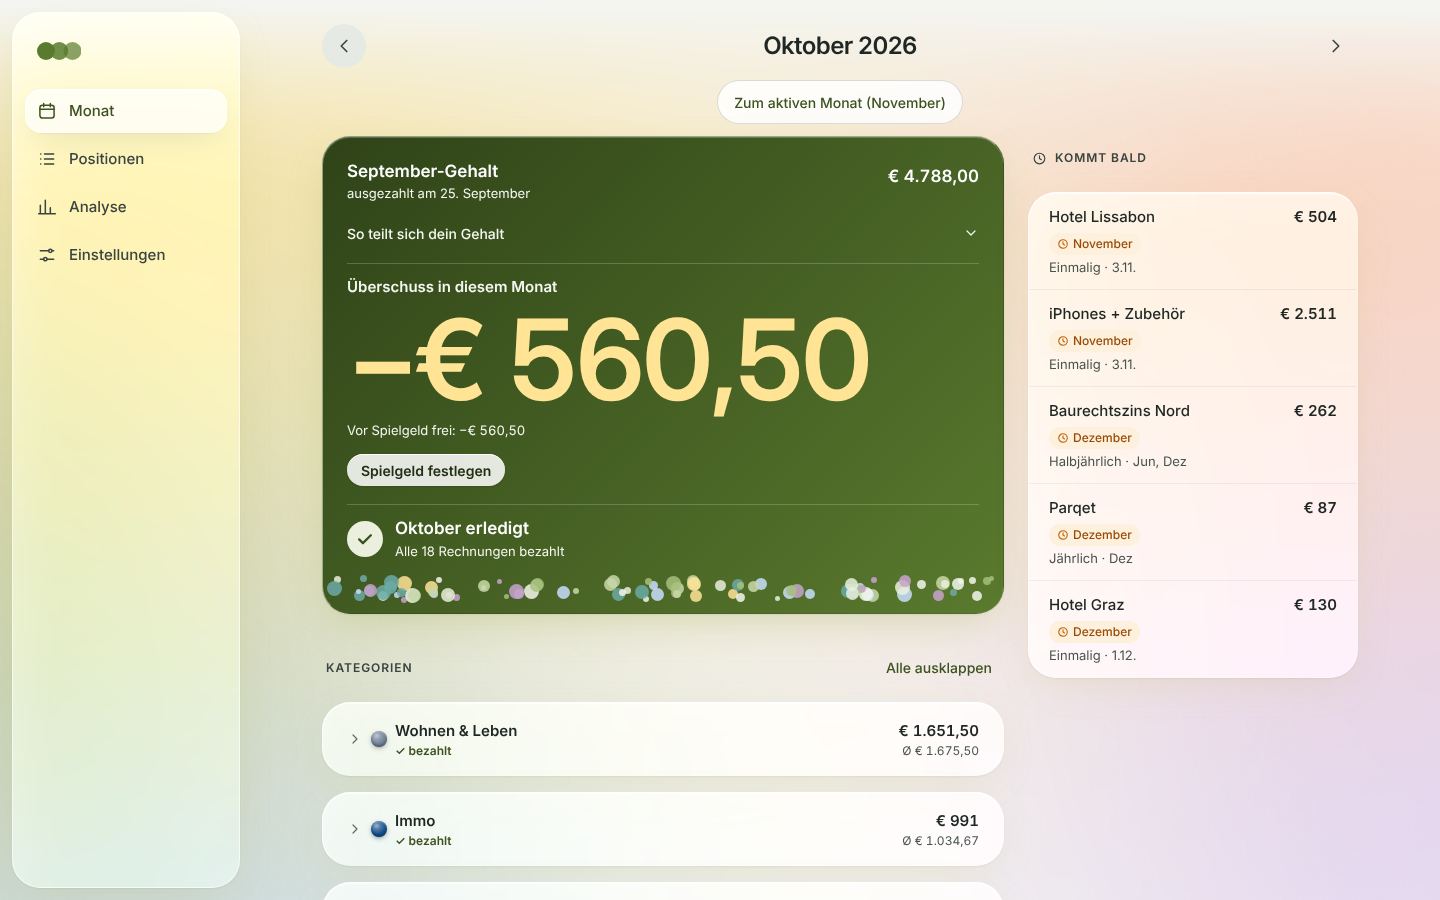 Monat
Positionen
Analyse
Einstellungen
Oktober 2026
Zum aktiven Monat (November)
September-Gehalt
€ 4.788,00
ausgezahlt am 25. September
So teilt sich dein Gehalt
Überschuss in diesem Monat
−€ 560,50
Vor Spielgeld frei: −€ 560,50
Spielgeld festlegen
Oktober erledigt
Alle 18 Rechnungen bezahlt
KATEGORIEN
Alle ausklappen
Wohnen & Leben
€ 1.651,50
bezahlt
Ø € 1.675,50
Immo
€ 991
bezahlt
Ø € 1.034,67
KOMMT BALD
Hotel Lissabon
€ 504
November
Einmalig · 3.11.
iPhones + Zubehör
€ 2.511
November
Einmalig · 3.11.
Baurechtszins Nord
€ 262
Dezember
Halbjährlich · Jun, Dez
Parqet
€ 87
Dezember
Jährlich · Dez
Hotel Graz
€ 130
Dezember
Einmalig · 1.12.